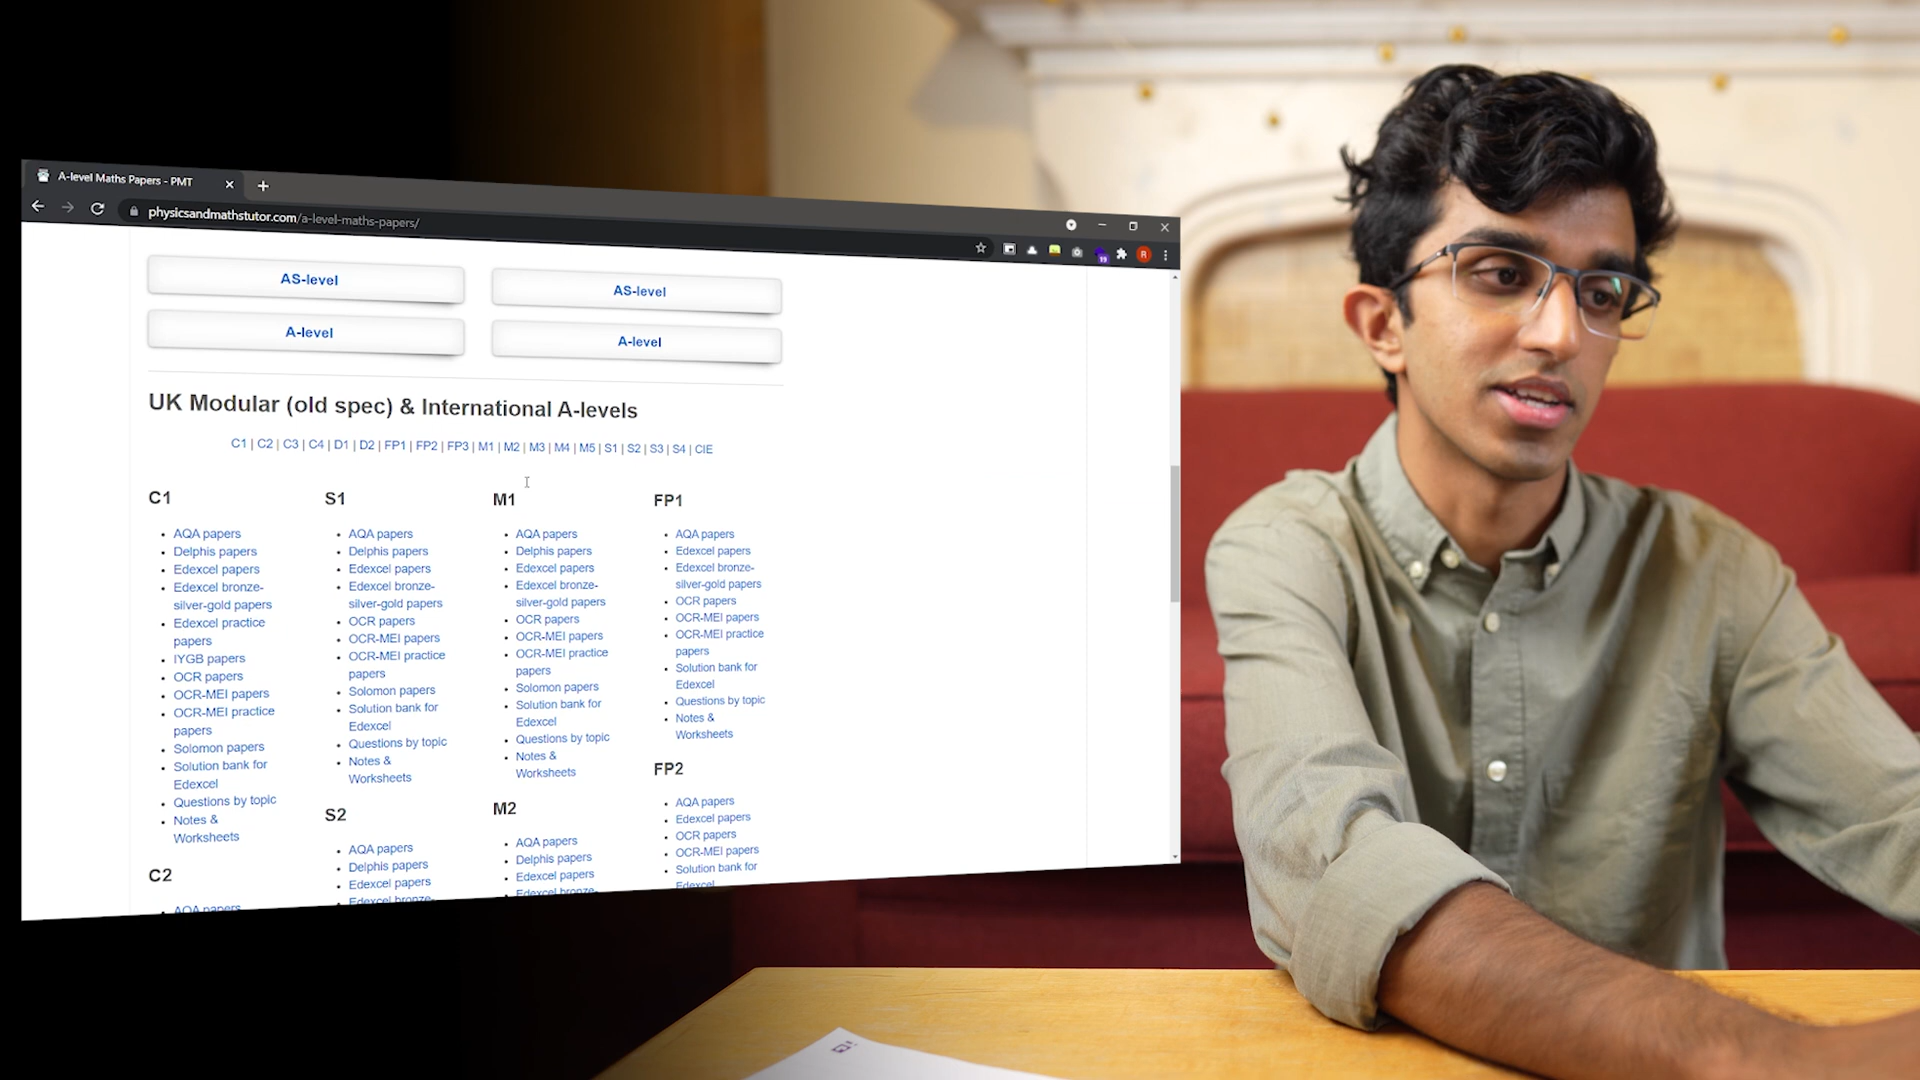 A-level Maths Papers - PMT
physicsandmathstutor.com/a-level-maths-papers/
19
R
AS-level
AS-level
A-level
A-level
UK Modular (old spec) & International A-levels
C1 | C2 | C3 | C4 | D1 | D2 | FP1 | FP2 | FP3 | M1 | M2 | M3 | M4 | M5 | S1 | S2 | S3 | S4 | CIE
C1
AQA papers
Delphis papers
Edexcel papers
Edexcel bronze-
silver-gold papers
Edexcel practice
papers
IYGB papers
OCR papers
OCR-MEI papers
OCR-MEI practice
papers
Solomon papers
Solution bank for
Edexcel
Questions by topic
Notes &
Worksheets
C2
AQA papers
S1
AQA papers
Delphis papers
Edexcel papers
Edexcel bronze-
silver-gold papers
OCR papers
OCR-MEI papers
OCR-MEI practice
papers
Solomon papers
Solution bank for
Edexcel
Questions by topic
Notes &
Worksheets
S2
AQA papers
Delphis papers
Edexcel papers
Edexcel bronze-
M1
AQA papers
Delphis papers
Edexcel papers
Edexcel bronze-
silver-gold papers
OCR papers
OCR-MEI papers
OCR-MEI practice
papers
Solomon papers
Solution bank for
Edexcel
Questions by topic
Notes &
Worksheets
M2
AQA papers
Delphis papers
Edexcel papers
Edexcel bronze-
FP1
AQA papers
Edexcel papers
Edexcel bronze-
silver-gold papers
OCR papers
OCR-MEI papers
OCR-MEI practice
papers
Solution bank for
Edexcel
Questions by topic
Notes &
Worksheets
FP2
AQA papers
Edexcel papers
OCR papers
OCR-MEI papers
Solution bank for
Edexcel